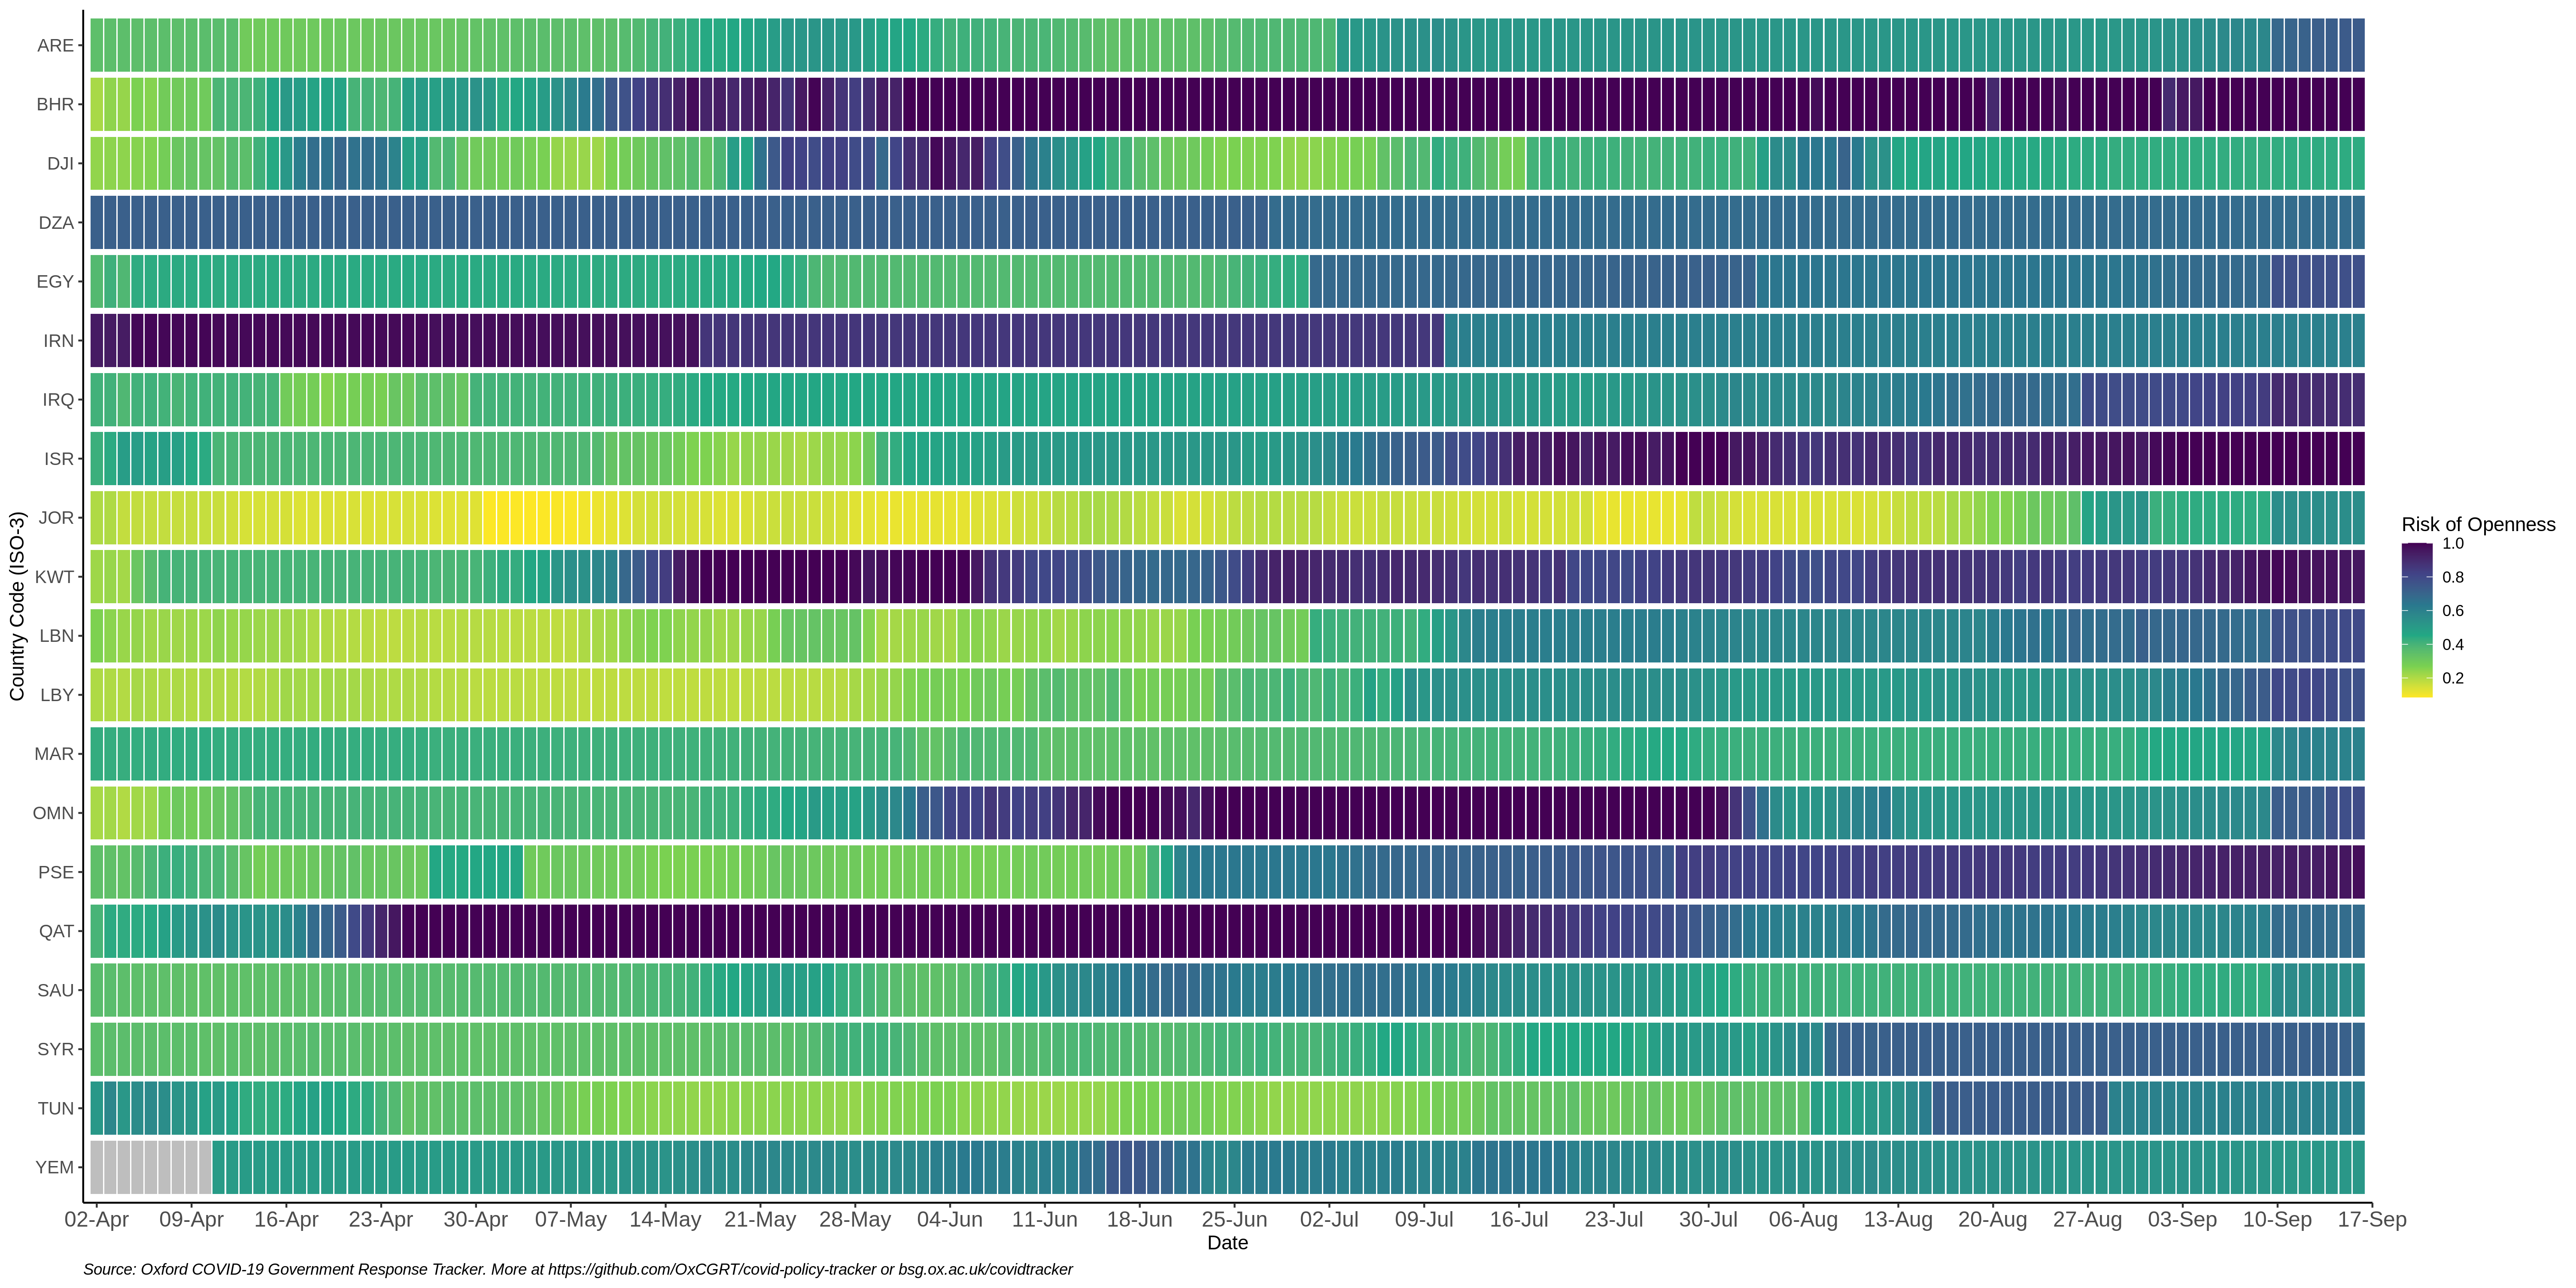 ARE
BHR
DJI
DZA
EGY
IRN
IRQ
ISR
JOR
KWT
LBN
LBY
MAR
OMN
PSE
QAT
SAU
SYR
TUN
YEM
Country Code (ISO-3)
02-Apr 09-Apr 16-Apr 23-Apr 30-Apr 07-May 14-May 21-May 28-May 04-Jun 11-Jun 18-Jun 25-Jun 02-Jul 09-Jul 16-Jul 23-Jul 30-Jul 06-Aug 13-Aug 20-Aug 27-Aug 03-Sep 10-Sep 17-Sep
Date
Risk of Openness
1.0
0.8
0.6
0.4
0.2
Source: Oxford COVID-19 Government Response Tracker. More at https://github.com/OxCGRT/covid-policy-tracker or bsg.ox.ac.uk/covidtracker